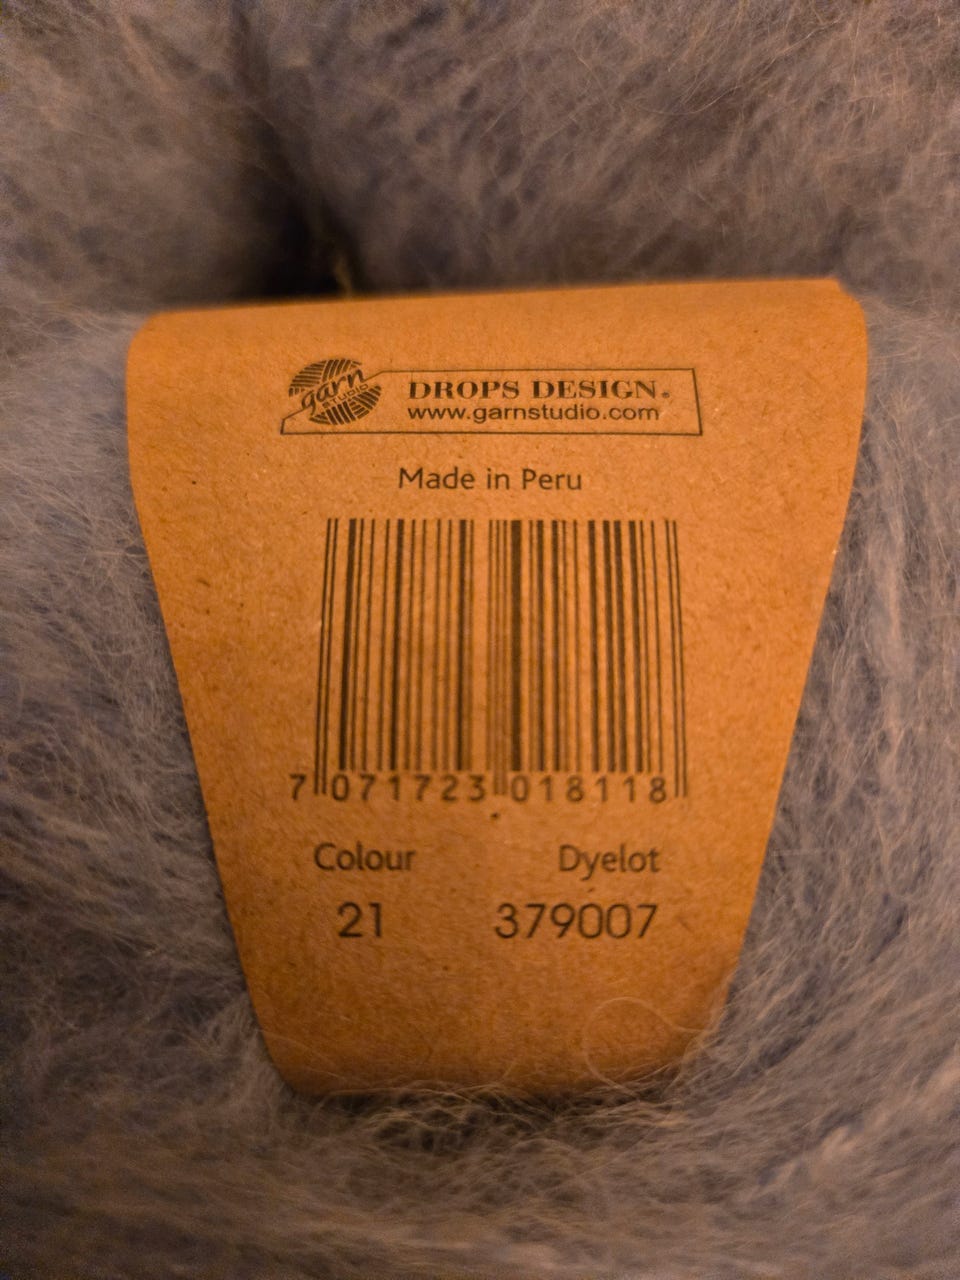 garn
STUDIO
DROPS DESIGN®
www.garnstudio.com
Made in Peru
7 071723 018118
Colour Dyelot
21 379007